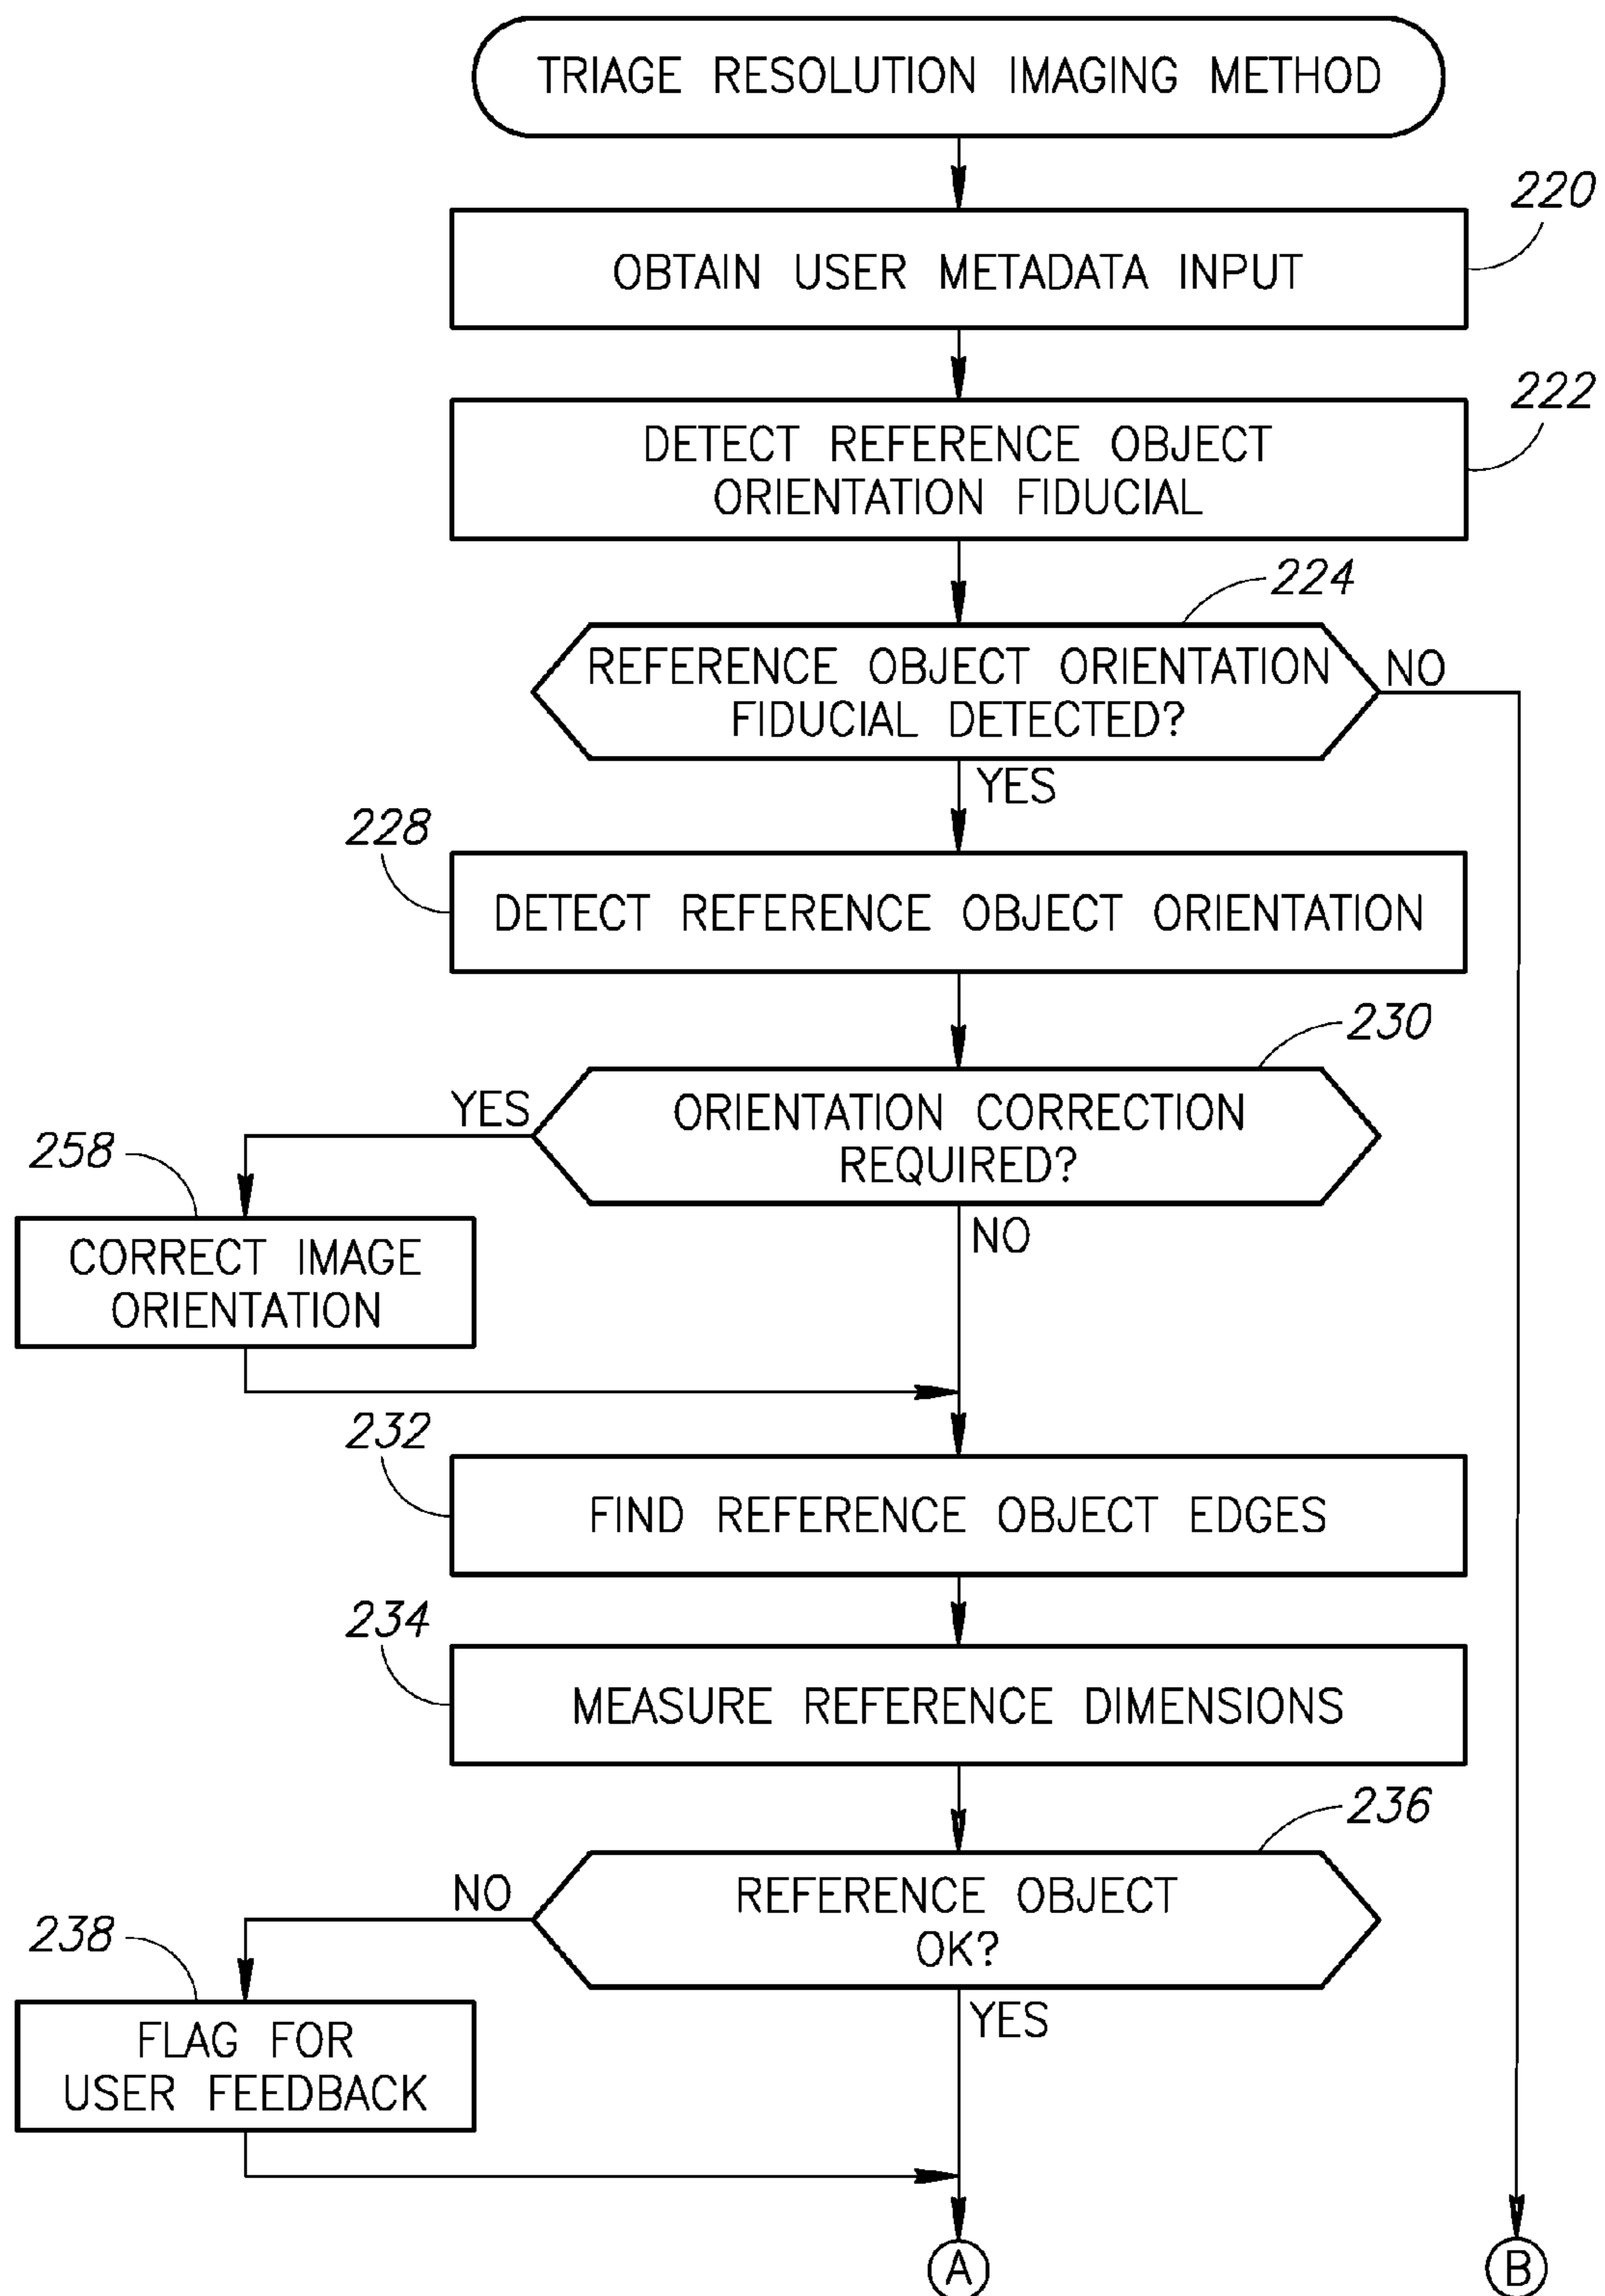 TRIAGE RESOLUTION IMAGING METHOD
220
OBTAIN USER METADATA INPUT
222
DETECT REFERENCE OBJECT
ORIENTATION FIDUCIAL
224
REFERENCE OBJECT ORIENTATION
FIDUCIAL DETECTED?
NO
YES
228
DETECT REFERENCE OBJECT ORIENTATION
230
YES
ORIENTATION CORRECTION
REQUIRED?
258
NO
CORRECT IMAGE
ORIENTATION
232
FIND REFERENCE OBJECT EDGES
234
MEASURE REFERENCE DIMENSIONS
236
NO
REFERENCE OBJECT
OK?
238
YES
FLAG FOR
USER FEEDBACK
A
B